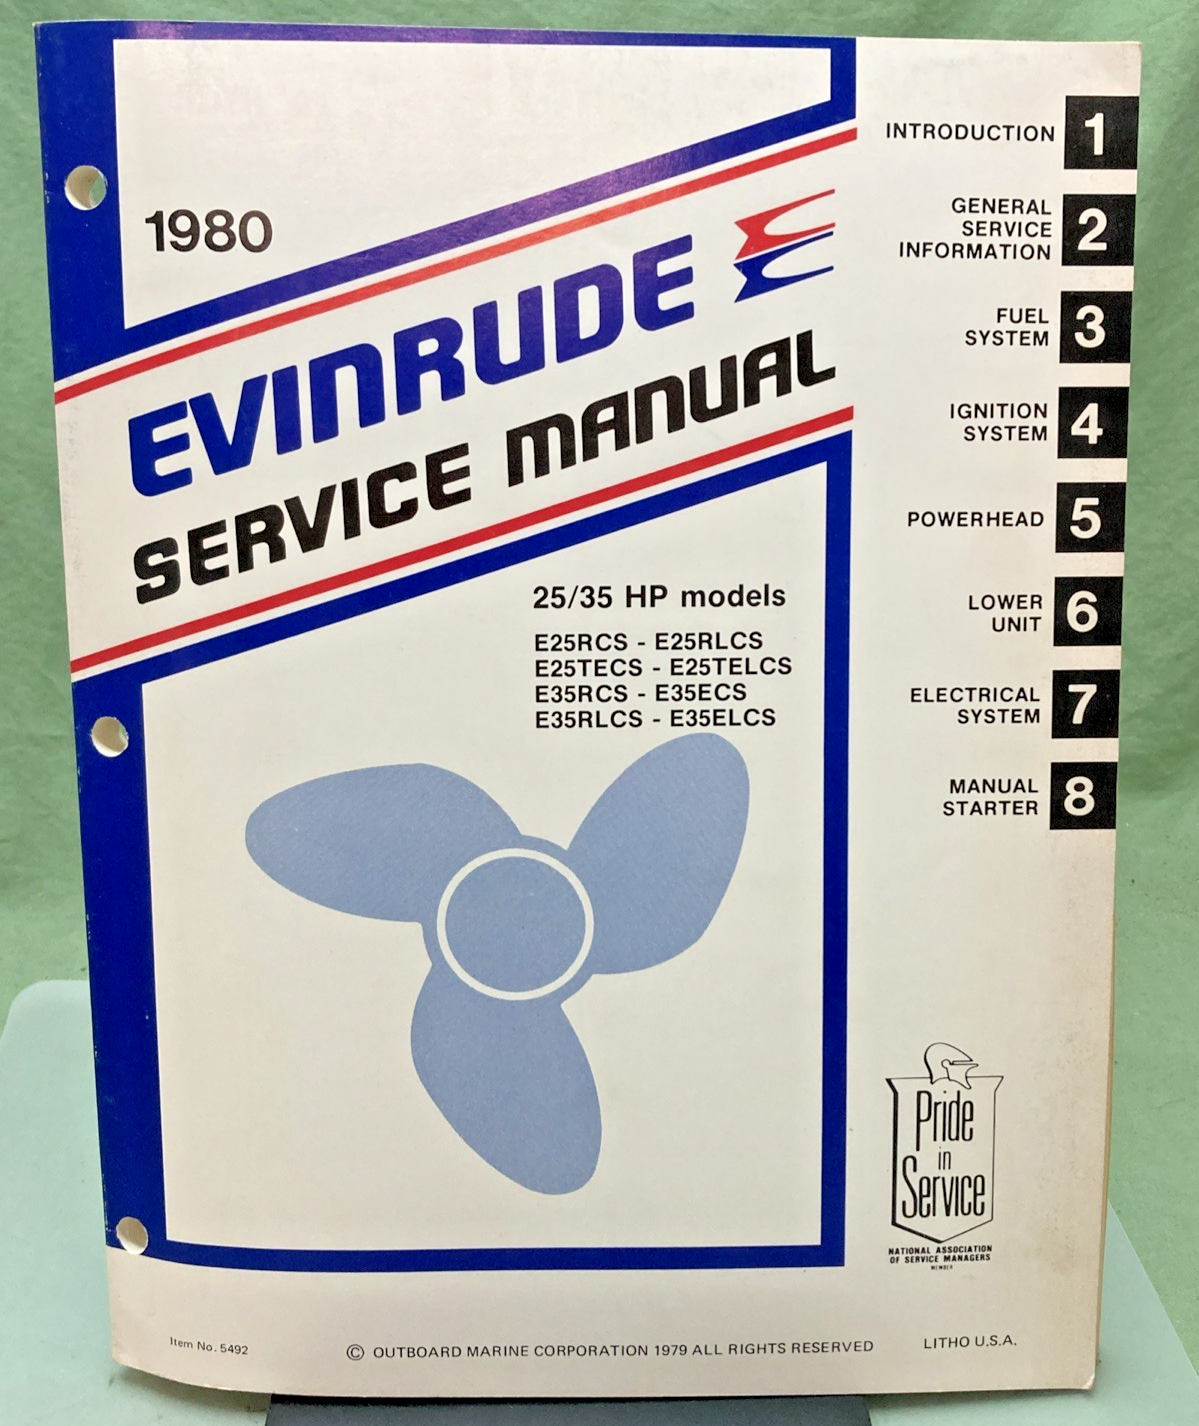 1980
EVINRUDE
SERVICE MANUAL
25/35 HP models
E25RCS - E25RLCS
E25TECS - E25TELCS
E35RCS - E35ECS
E35RLCS - E35ELCS
INTRODUCTION 1
GENERAL
SERVICE 2
INFORMATION
FUEL
SYSTEM 3
IGNITION
SYSTEM 4
POWERHEAD 5
LOWER
UNIT 6
ELECTRICAL
SYSTEM 7
MANUAL
STARTER 8
Pride
in
Service
NATIONAL ASSOCIATION
OF SERVICE MANAGERS
MEMBER
Item No. 5492
© OUTBOARD MARINE CORPORATION 1979 ALL RIGHTS RESERVED
LITHO U.S.A.